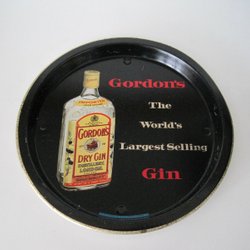 Gordon's
The
World's
Largest Selling
Gin
GORDON'S
DRY GIN